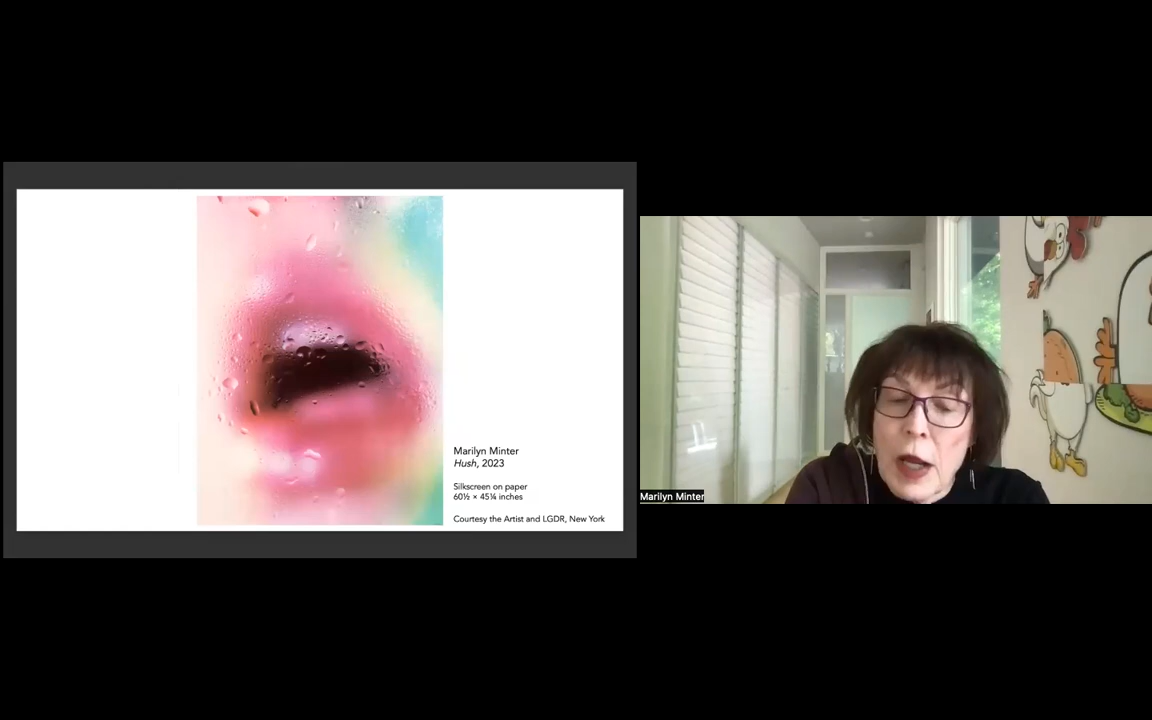 Marilyn Minter
Hush, 2023
Silkscreen on paper
60½ × 45¼ inches
Courtesy the Artist and LGDR, New York
Marilyn Minter